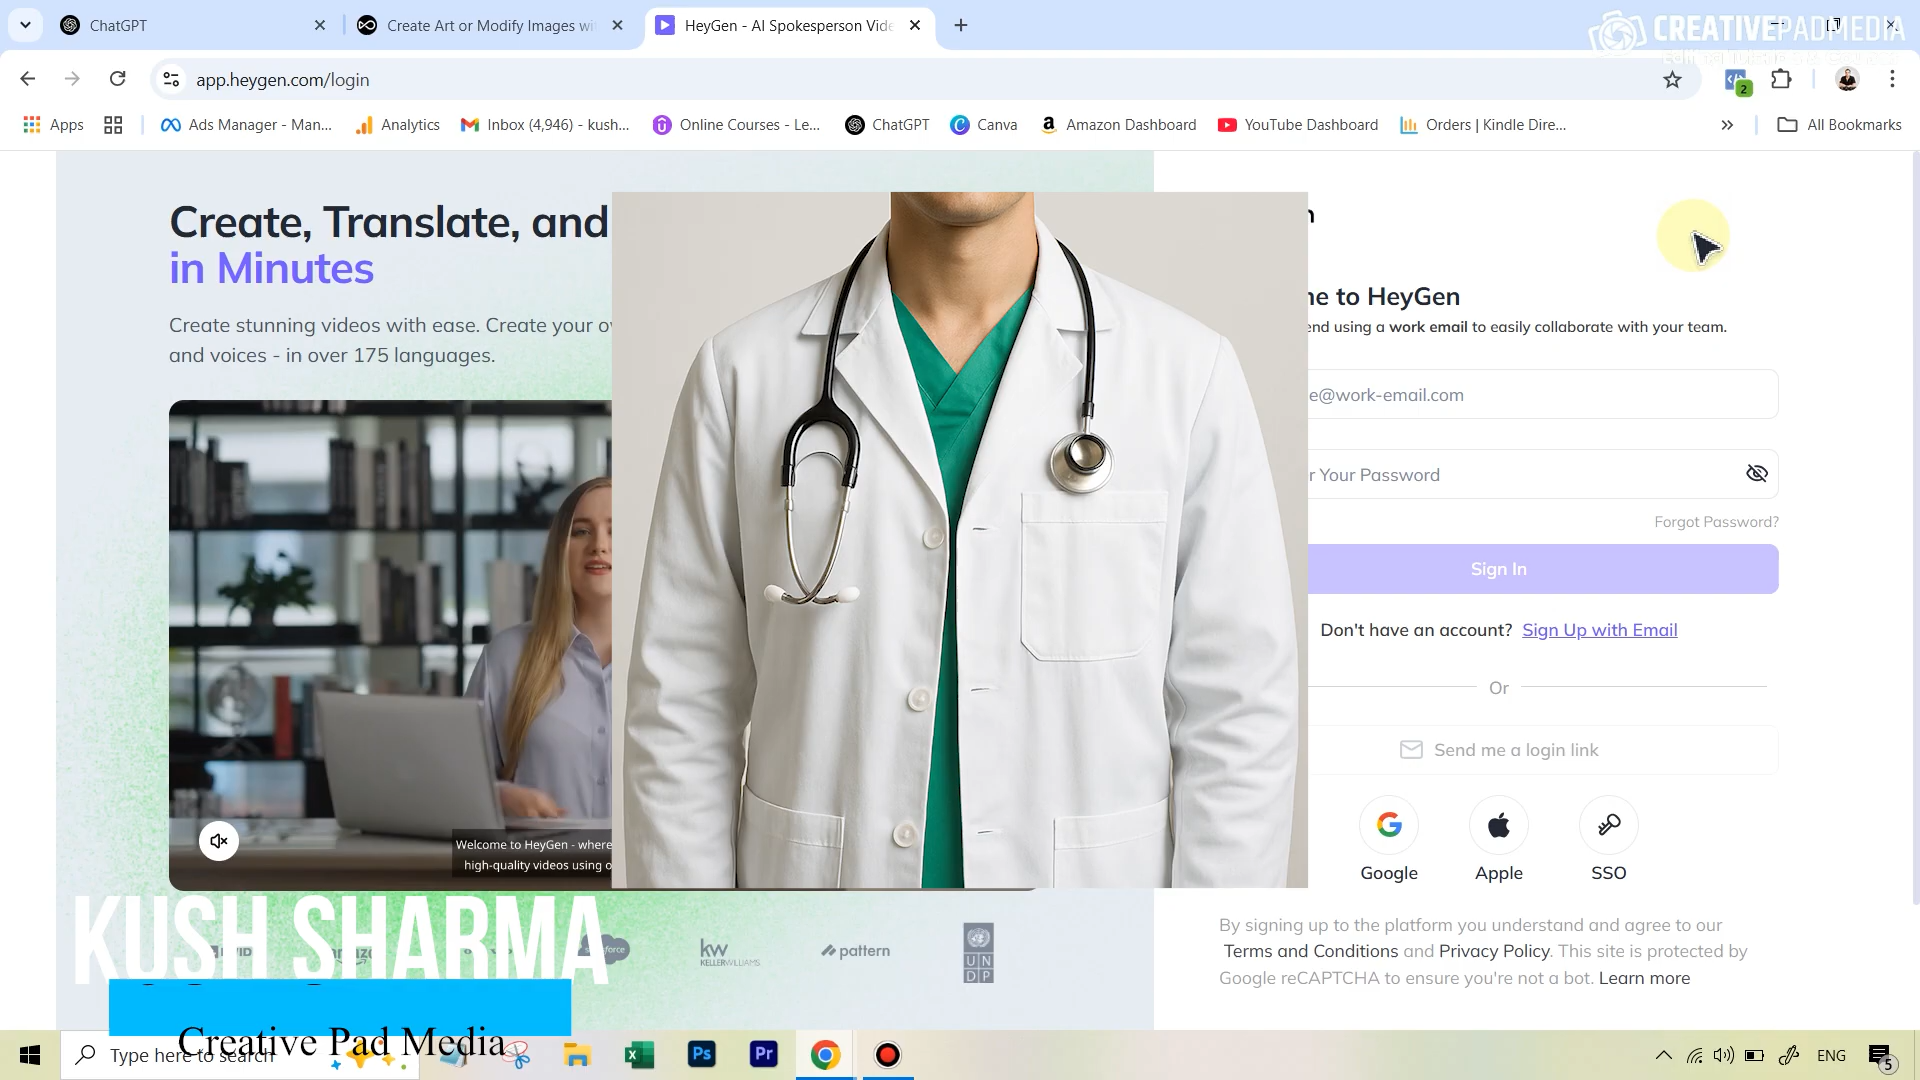 ChatGPT
Create Art or Modify Images wi
HeyGen - AI Spokesperson Vide
CREATIVEPADMEDIA
app.heygen.com/login
2
Apps
Ads Manager - Man...
Analytics
Inbox (4,946) - kush...
Online Courses - Le...
ChatGPT
Canva
Amazon Dashboard
YouTube Dashboard
Orders | Kindle Dire...
All Bookmarks
Create, Translate, and
in Minutes
Create stunning videos with ease. Create your ow
and voices - in over 175 languages.
Welcome to HeyGen - where
high-quality videos using o
n
ne to HeyGen
end using a work email to easily collaborate with your team.
e@work-email.com
r Your Password
Forgot Password?
Sign In
Don't have an account? Sign Up with Email
Or
Send me a login link
Google
Apple
SSO
By signing up to the platform you understand and agree to our
Terms and Conditions and Privacy Policy. This site is protected by
Google reCAPTCHA to ensure you're not a bot. Learn more
KUSH SHARMA
kw
KELLERWILLIAMS
pattern
UN
DP
Creative Pad Media
Type here to search
Ps
Pr
ENG
5